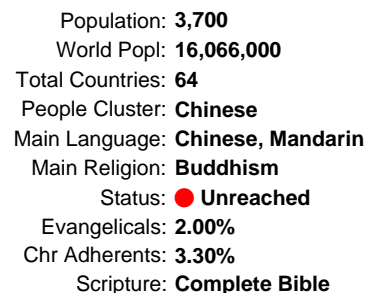 Population: 3,700
World Popl: 16,066,000
Total Countries: 64
People Cluster: Chinese
Main Language: Chinese, Mandarin
Main Religion: Buddhism
Status: Unreached
Evangelicals: 2.00%
Chr Adherents: 3.30%
Scripture: Complete Bible